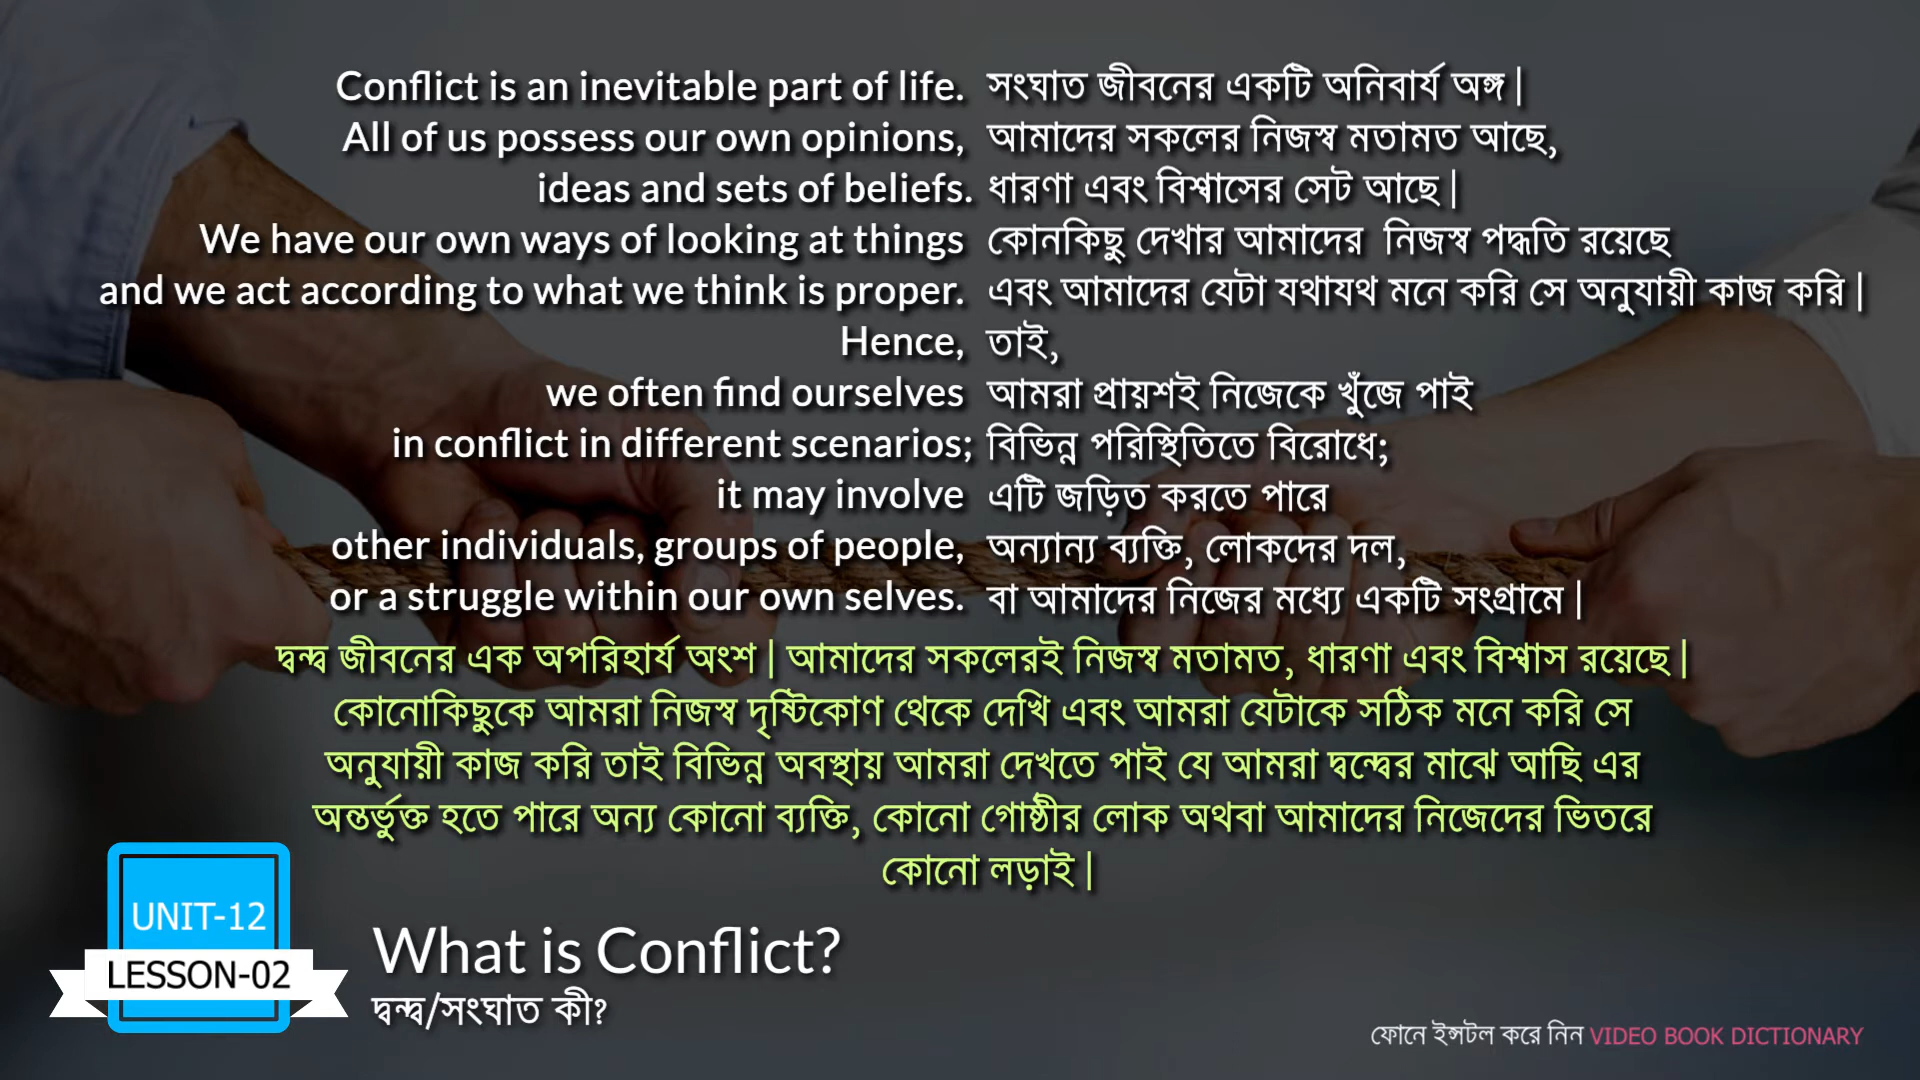 Conflict is an inevitable part of life. সংঘাত জীবনের একটি অনিবার্য অঙ্গ |
All of us possess our own opinions, আমাদের সকলের নিজস্ব মতামত আছে,
ideas and sets of beliefs. ধারণা এবং বিশ্বাসের সেট আছে |
We have our own ways of looking at things কোনকিছু দেখার আমাদের নিজস্ব পদ্ধতি রয়েছে
and we act according to what we think is proper. এবং আমাদের যেটা যথাযথ মনে করি সে অনুযায়ী কাজ করি |
Hence, তাই,
we often find ourselves আমরা প্রায়শই নিজেকে খুঁজে পাই
in conflict in different scenarios; বিভিন্ন পরিস্থিতিতে বিরোধে;
it may involve এটি জড়িত করতে পারে
other individuals, groups of people, অন্যান্য ব্যক্তি, লোকদের দল,
or a struggle within our own selves. বা আমাদের নিজের মধ্যে একটি সংগ্রামে |
দ্বন্দ্ব জীবনের এক অপরিহার্য অংশ | আমাদের সকলেরই নিজস্ব মতামত, ধারণা এবং বিশ্বাস রয়েছে |
কোনোকিছুকে আমরা নিজস্ব দৃষ্টিকোণ থেকে দেখি এবং আমরা যেটাকে সঠিক মনে করি সে
অনুযায়ী কাজ করি তাই বিভিন্ন অবস্থায় আমরা দেখতে পাই যে আমরা দ্বন্দ্বের মাঝে আছি এর
অন্তর্ভুক্ত হতে পারে অন্য কোনো ব্যক্তি, কোনো গোষ্ঠীর লোক অথবা আমাদের নিজেদের ভিতরে
কোনো লড়াই |
UNIT-12
LESSON-02
What is Conflict?
দ্বন্দ্ব/সংঘাত কী?
ফোনে ইন্সটল করে নিন VIDEO BOOK DICTIONARY